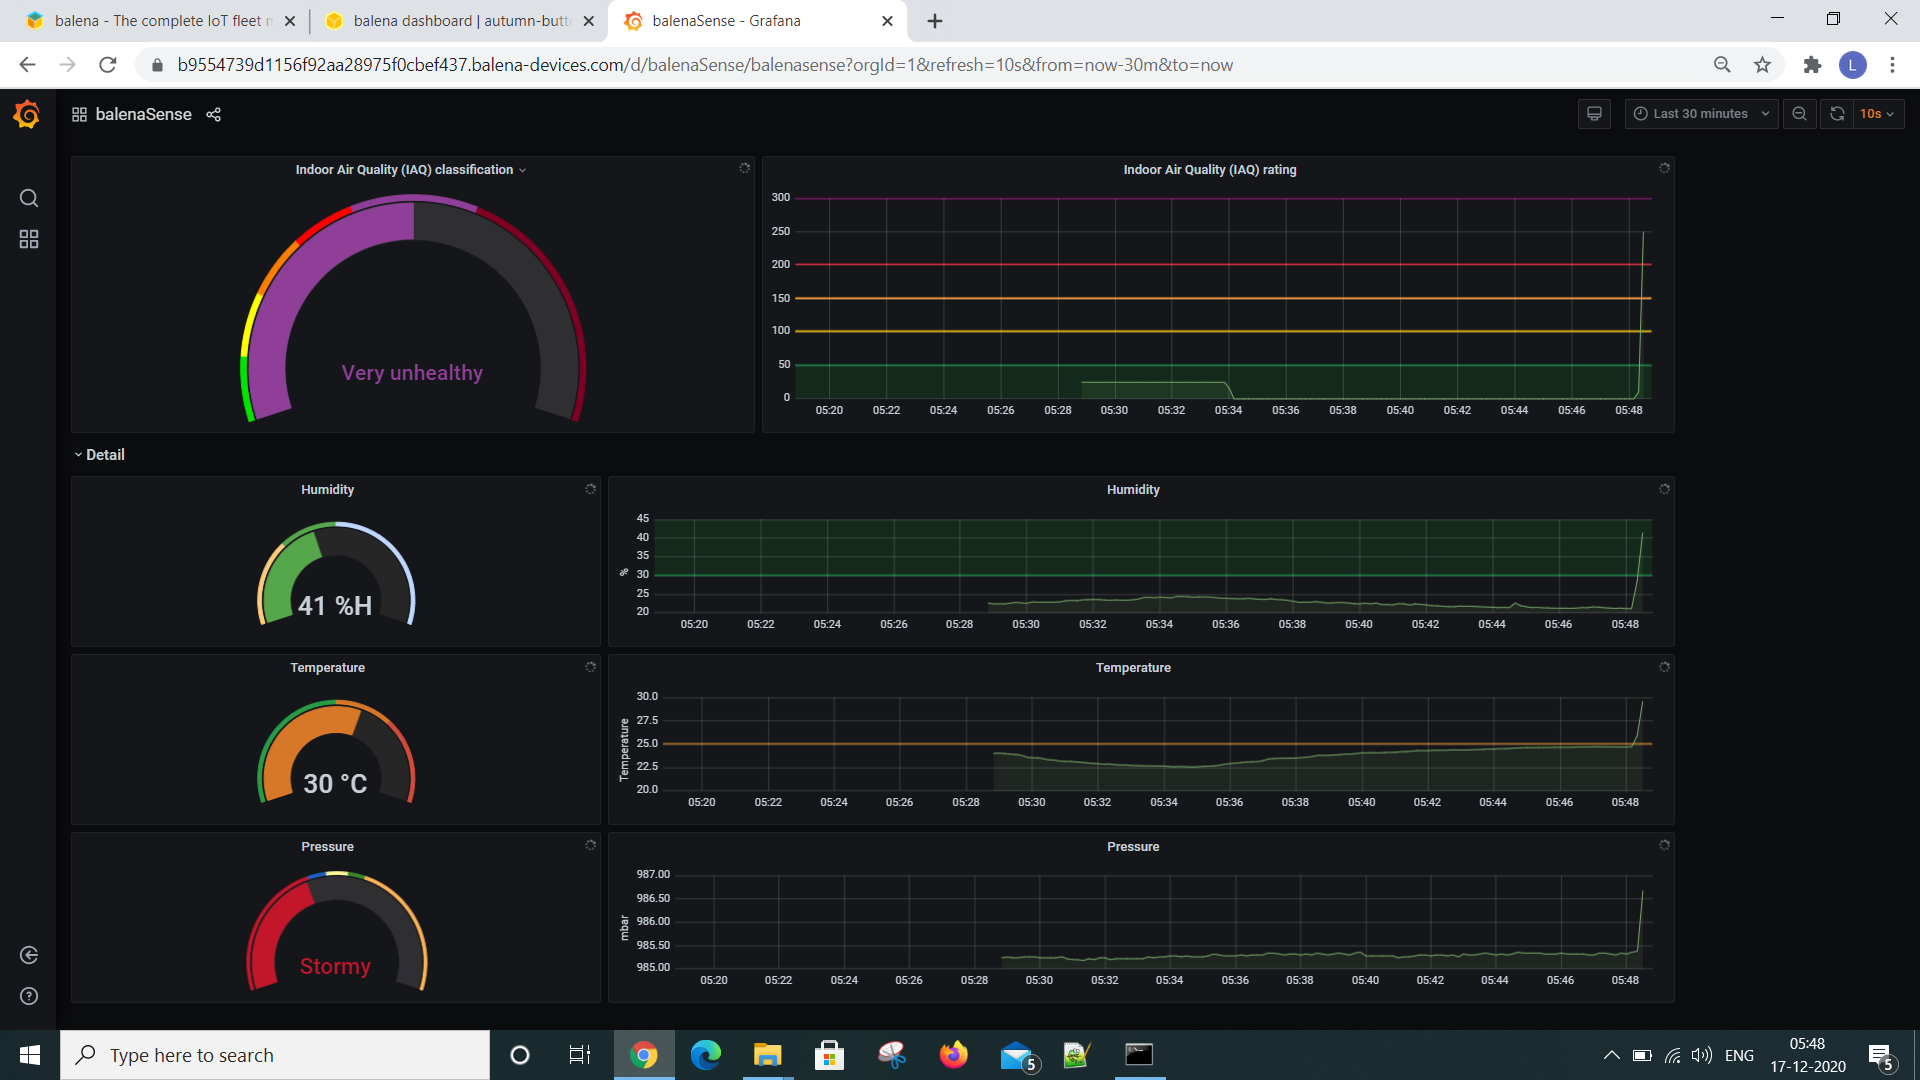 balena - The complete IoT fleet m
balena dashboard | autumn-butt
balenaSense - Grafana
b9554739d1156f92aa28975f0cbef437.balena-devices.com/d/balenaSense/balenasense?orgId=1&refresh=10s&from=now-30m&to=now
L
balenaSense
Last 30 minutes
10s
Indoor Air Quality (IAQ) classification
Very unhealthy
Indoor Air Quality (IAQ) rating
300
250
200
150
100
50
0
05:20 05:22 05:24 05:26 05:28 05:30 05:32 05:34 05:36 05:38 05:40 05:42 05:44 05:46 05:48
Detail
Humidity
41 %H
Humidity
%
45
40
35
30
25
20
05:20 05:22 05:24 05:26 05:28 05:30 05:32 05:34 05:36 05:38 05:40 05:42 05:44 05:46 05:48
Temperature
30 °C
Temperature
Temperature
30.0
27.5
25.0
22.5
20.0
05:20 05:22 05:24 05:26 05:28 05:30 05:32 05:34 05:36 05:38 05:40 05:42 05:44 05:46 05:48
Pressure
Stormy
Pressure
mbar
987.00
986.50
986.00
985.50
985.00
05:20 05:22 05:24 05:26 05:28 05:30 05:32 05:34 05:36 05:38 05:40 05:42 05:44 05:46 05:48
Type here to search
5
ENG
05:48
17-12-2020
5